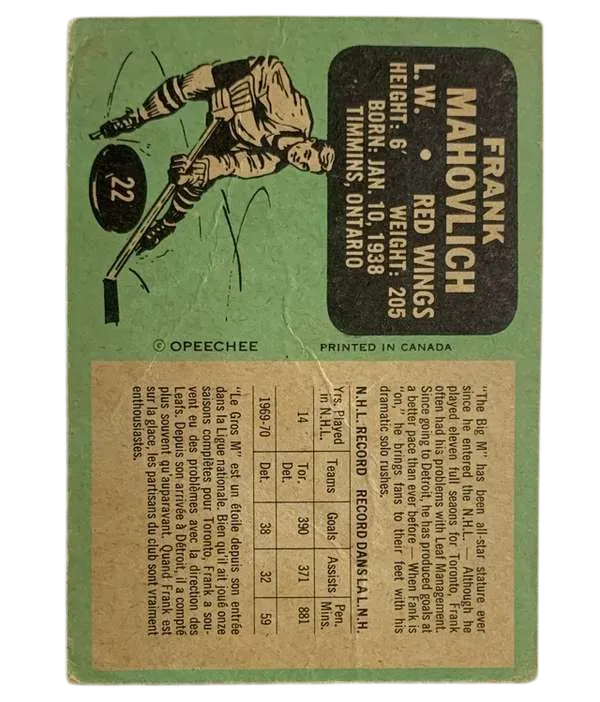 FRANK
MAHOVLICH
L.W. • RED WINGS
HEIGHT: 6' WEIGHT: 205
BORN: JAN. 10, 1938
TIMMINS, ONTARIO
22
© OPEECHEE PRINTED IN CANADA
"The Big M" has been all-star stature ever
since he entered the N.H.L. — Although he
played eleven full seaons for Toronto, Frank
often had his problems with Leaf Management.
Since going to Detroit, he has produced goals at
a better pace than ever before — When Frank is
"on," he brings fans to their feet with his
dramatic solo rushes.
N.H.L. RECORD RECORD DANS LA L.N.H.
Yrs. Played in N.H.L. Teams Goals Assists Pen. Mins.
14 Tor. Det. 390 371 881
1969-70 Det. 38 32 59
"Le Gros M" est un étoile depuis son entrée
dans la Ligue nationale. Bien qu'il ait joué onze
saisons complètes pour Toronto, Frank a sou-
vent eu des problèmes avec la direction des
Leafs. Depuis son arrivée à Détroit, il a compté
plus souvent qu'auparavant. Quand Frank est
sur la glace, les partisans du club sont vraiment
enthousiastes.